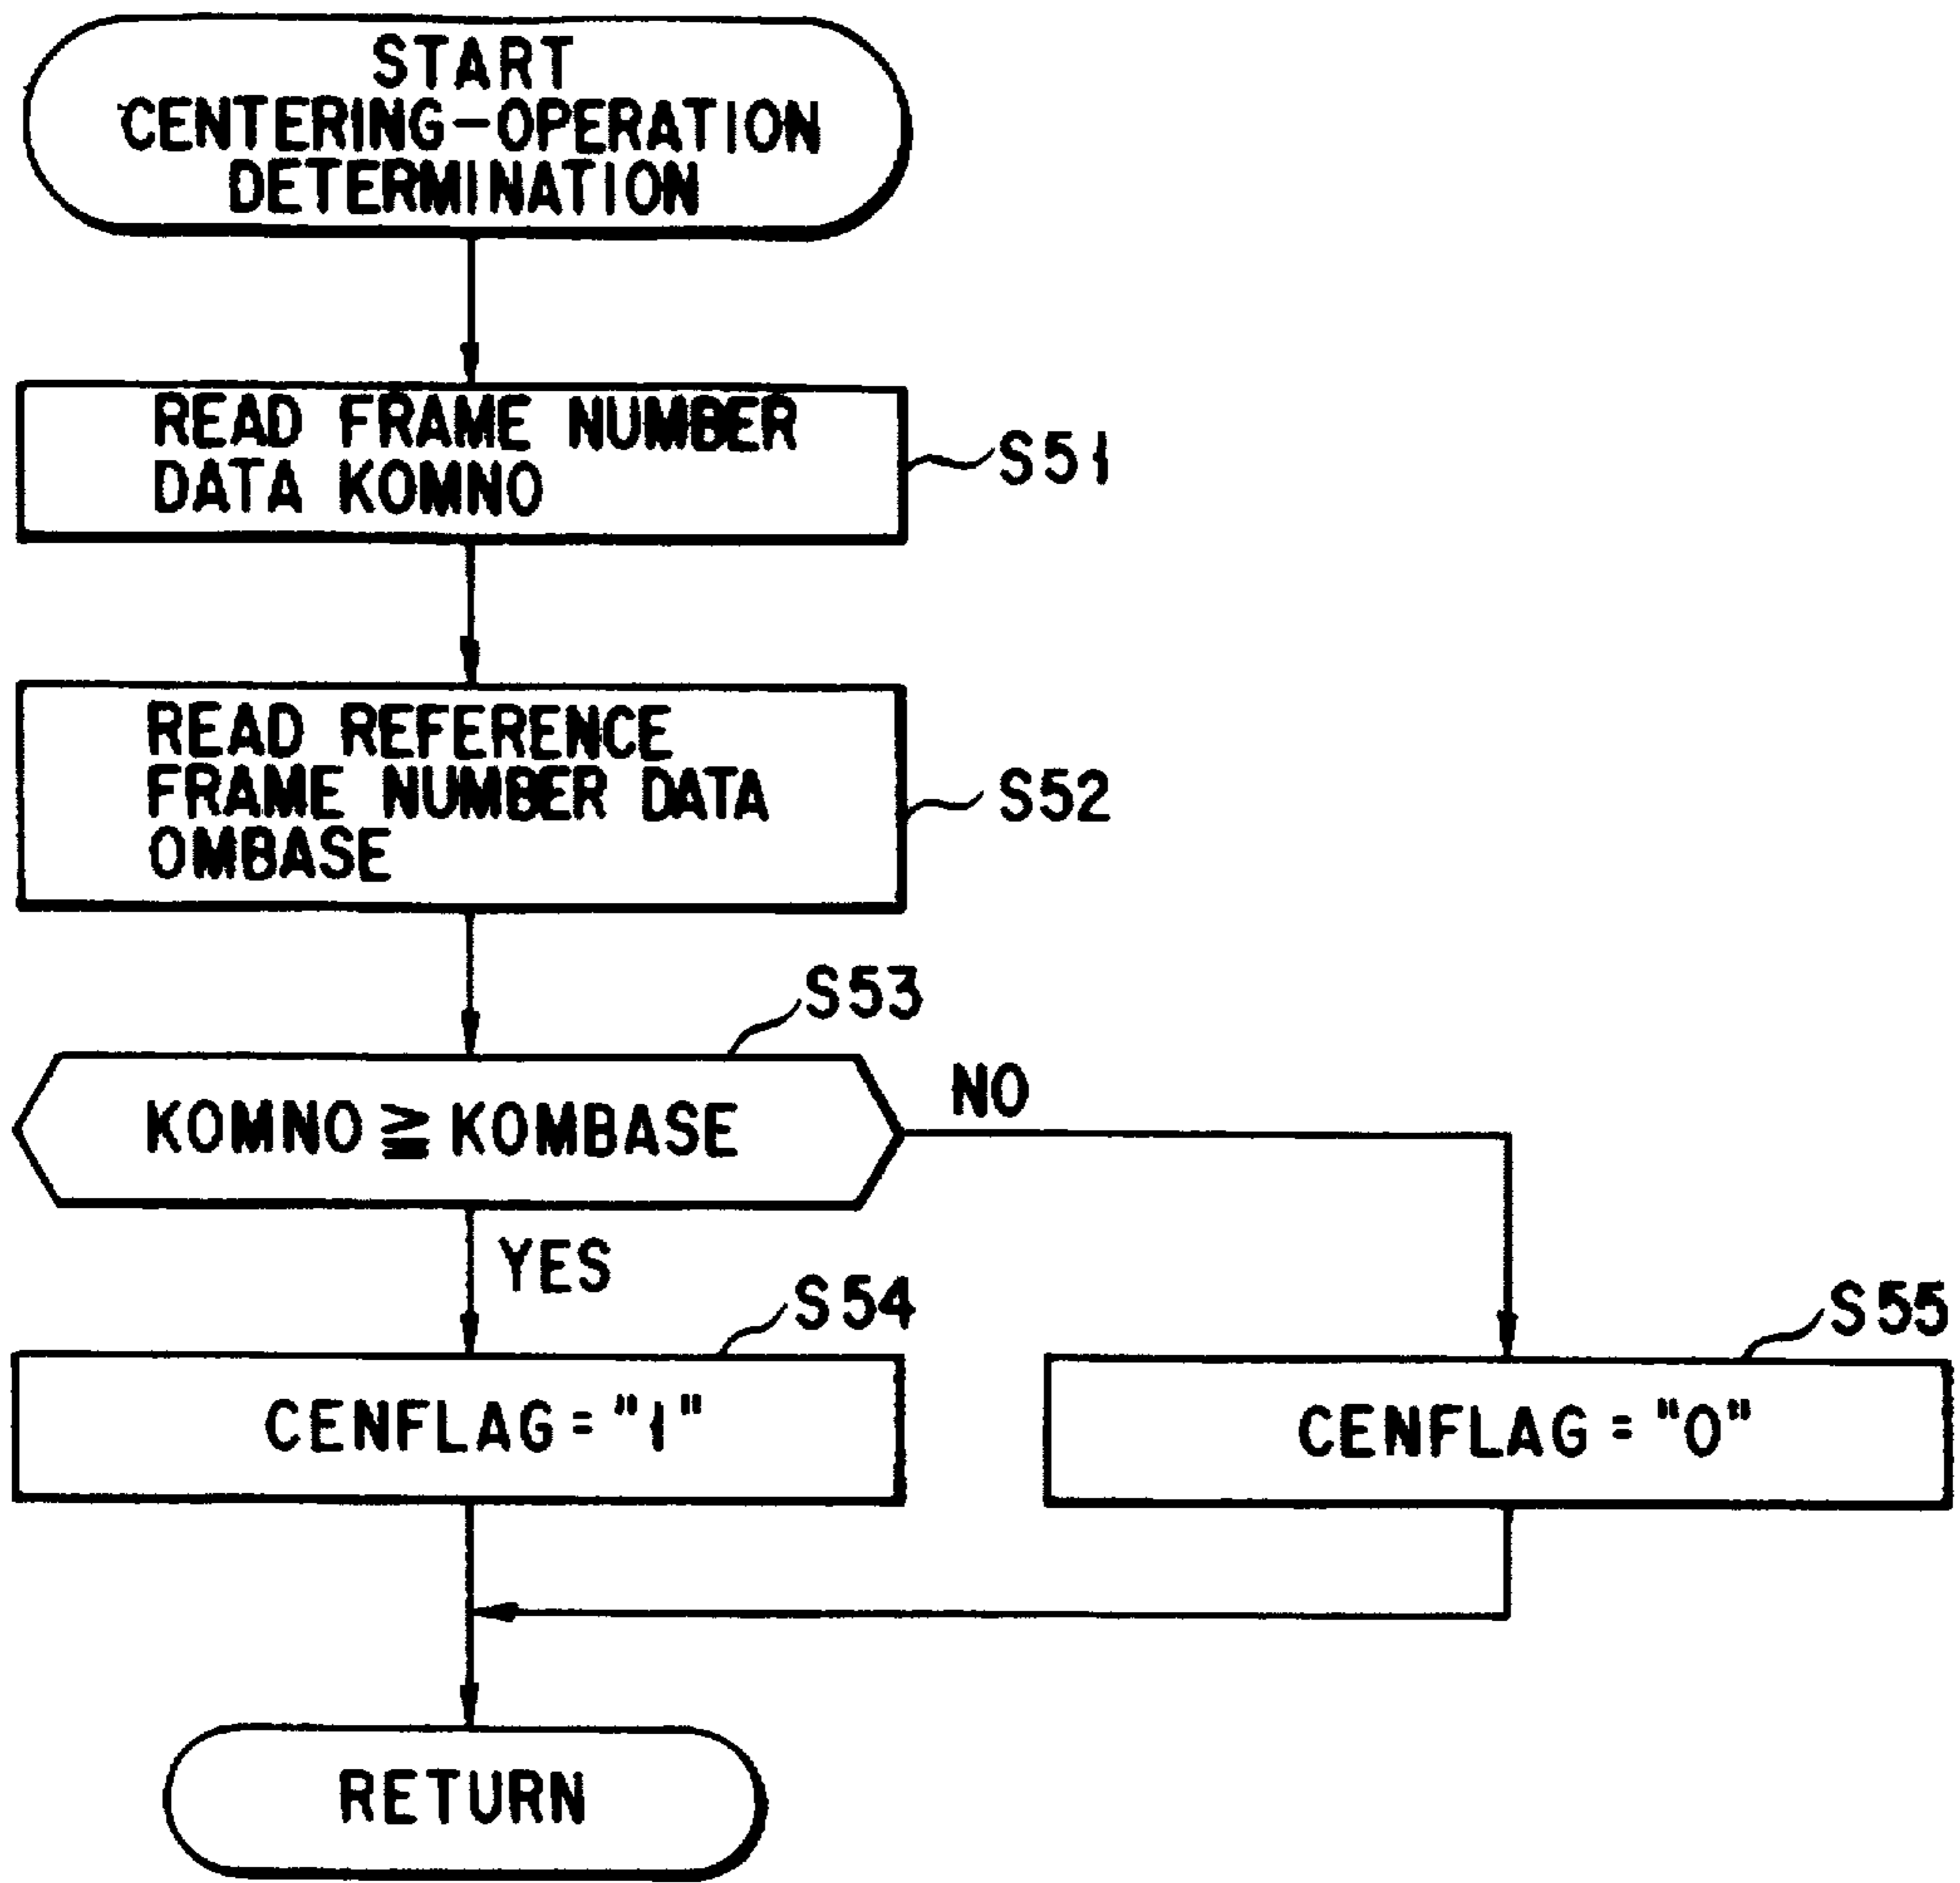 START
CENTERING-OPERATION
DETERMINATION
READ FRAME NUMBER
DATA KOMNO
S51
READ REFERENCE
FRAME NUMBER DATA
OMBASE
S52
S53
KOMNO ≧ KOMBASE
NO
YES
S54
S55
CENFLAG = "1"
CENFLAG = "0"
RETURN